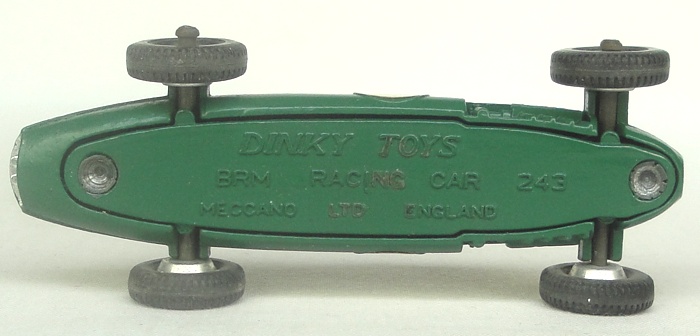 DINKY TOYS
BRM RACING CAR 243
MECCANO LTD ENGLAND